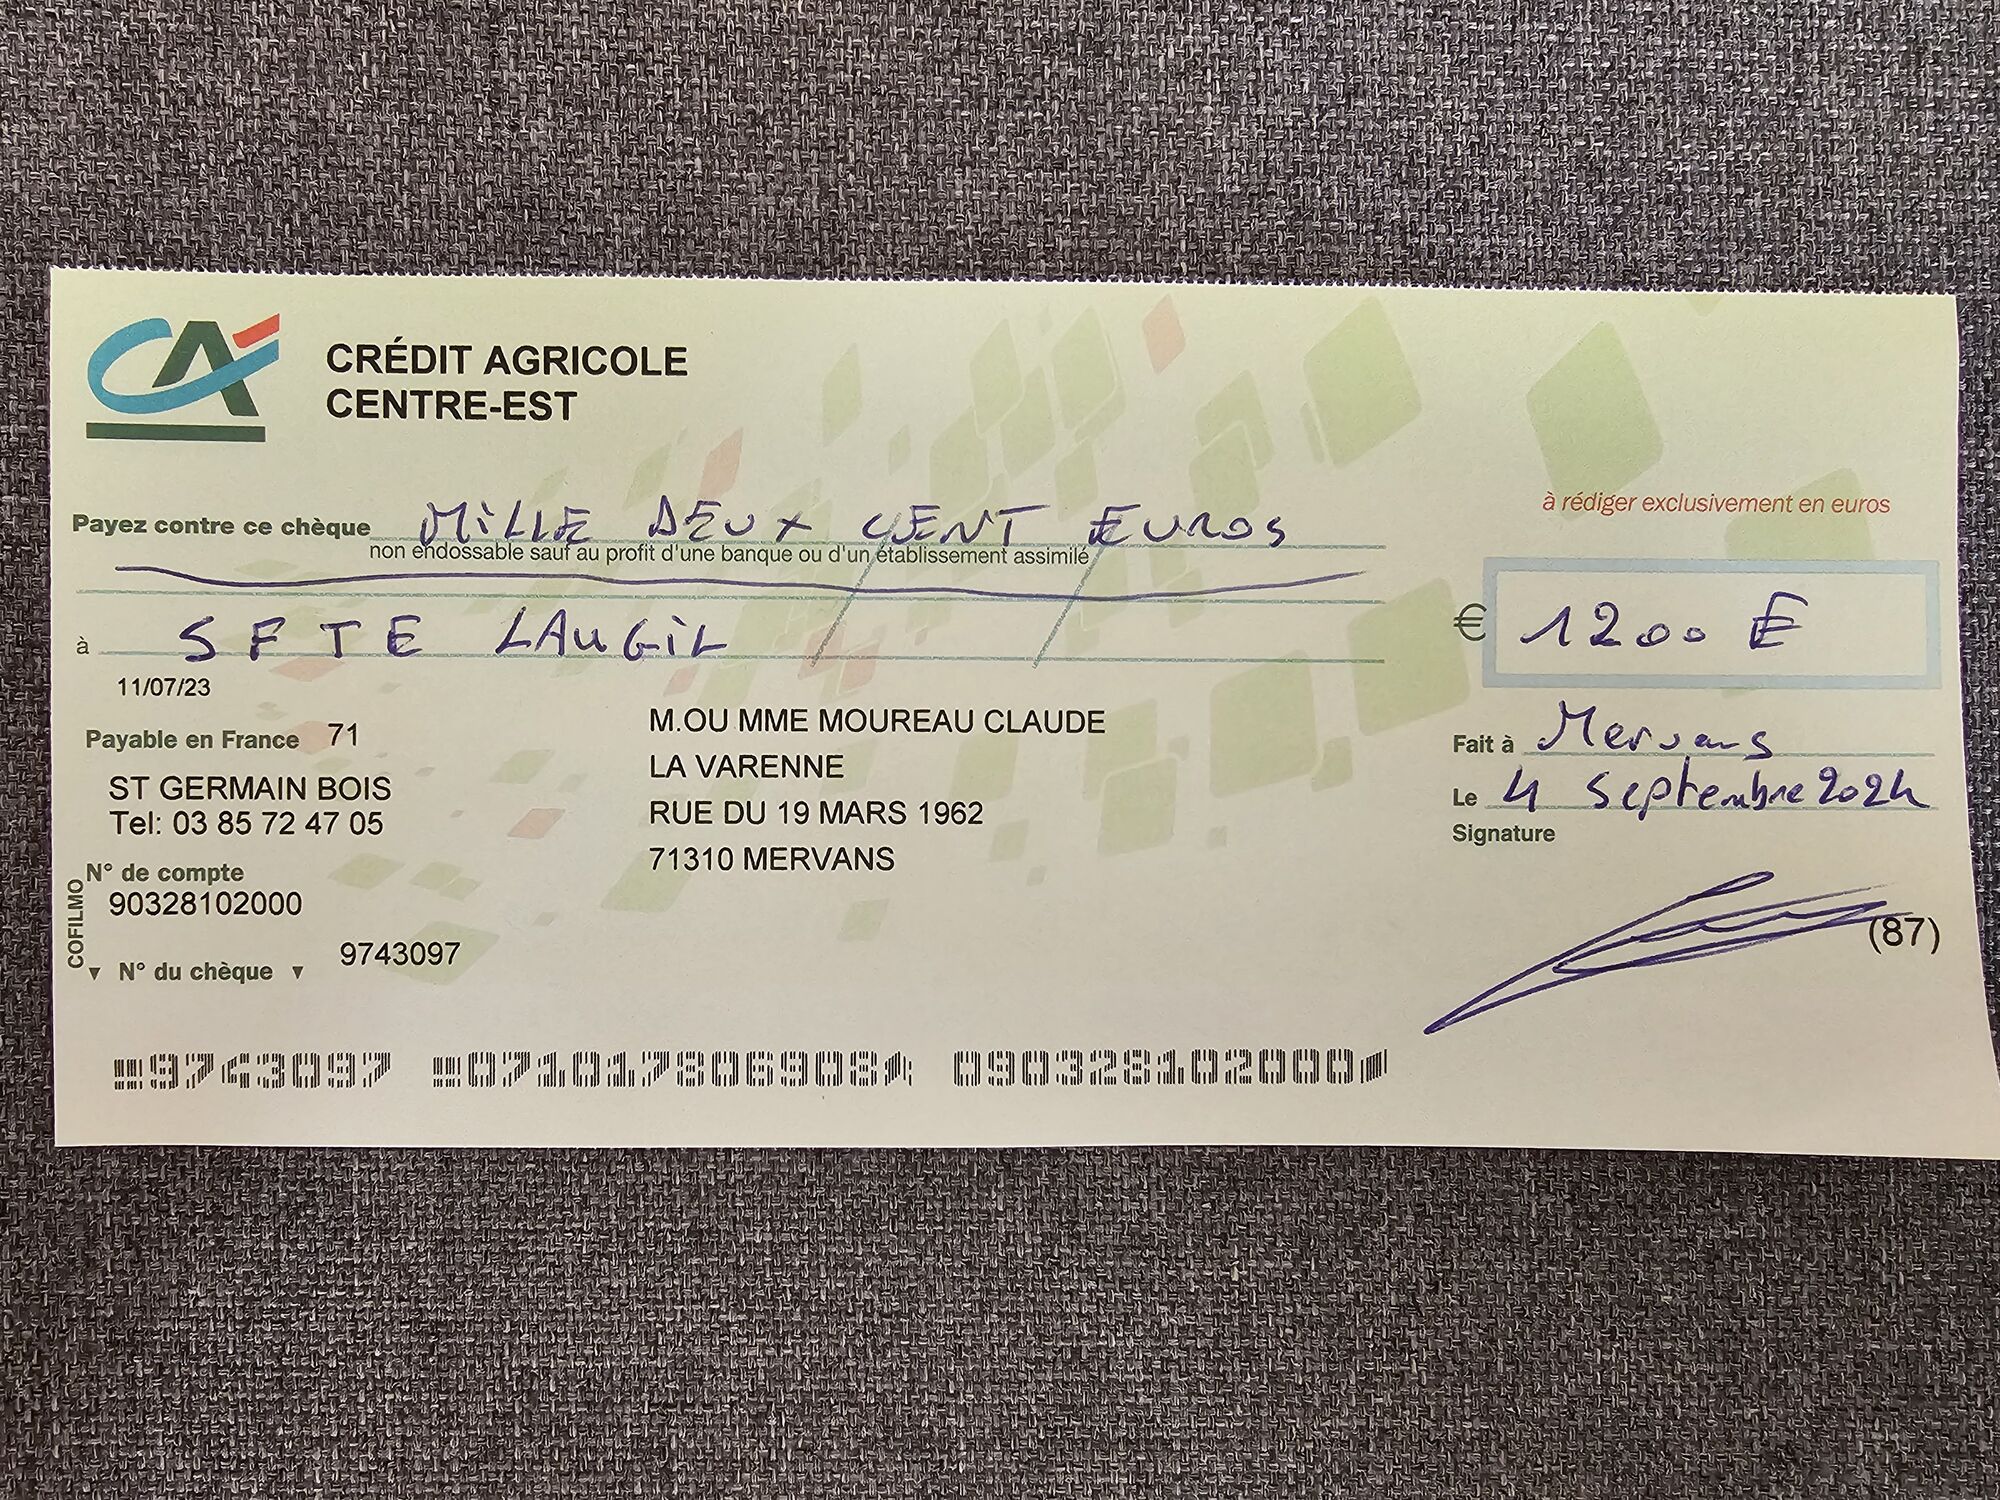 CA
CRÉDIT AGRICOLE
CENTRE-EST
à rédiger exclusivement en euros
Payez contre ce chèque MiLLE DEUX CENT EUROS
non endossable sauf au profit d'une banque ou d'un établissement assimilé
à SFTE LAUGIL
€ 1200 €
11/07/23
Payable en France 71
ST GERMAIN BOIS
Tel: 03 85 72 47 05
N° de compte
90328102000
COFILMO
N° du chèque 9743097
M.OU MME MOUREAU CLAUDE
LA VARENNE
RUE DU 19 MARS 1962
71310 MERVANS
Fait à Mervans
Le 4 Septembre 2024
Signature
(87)
9743097 071017806908 090328102000